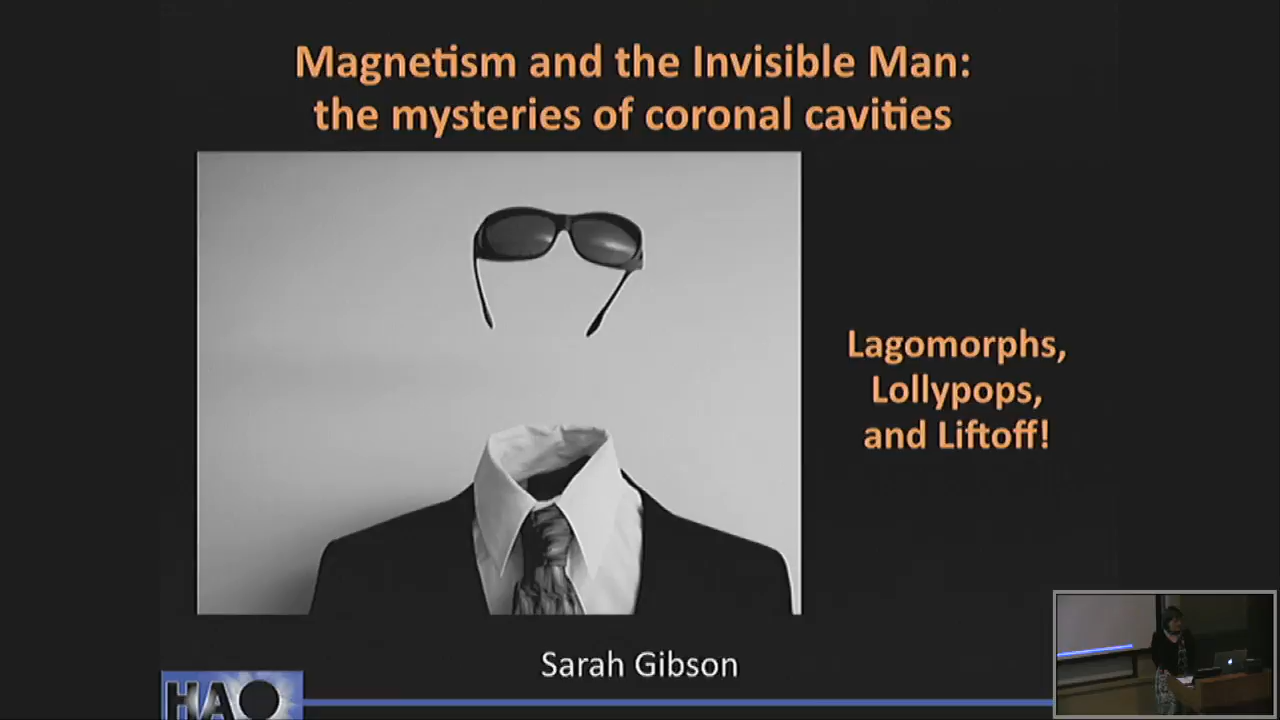 Magnetism and the Invisible Man:
the mysteries of coronal cavities
Lagomorphs,
Lollypops,
and Liftoff!
Sarah Gibson
HAO